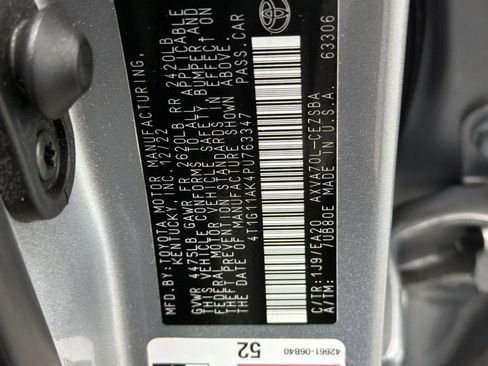 MFD.BY: TOYOTA MOTOR MANUFACTURING,
KENTUCKY, INC. 12/22
GVWR 4475LB GAWR FR 2620LB RR 2420LB
THIS VEHICLE CONFORMS TO ALL APPLICABLE
FEDERAL MOTOR VEHICLE SAFETY, BUMPER AND
THEFT PREVENTION STANDARDS IN EFFECT ON
THE DATE OF MANUFACTURE SHOWN ABOVE.
4T1G11AK4PU763347 PASS.CAR
C/TR: 1J9/EA20 AXVA70L-CEZSBA
A/TM: /UB80E MADE IN U.S.A. 63306
52
42661-06840